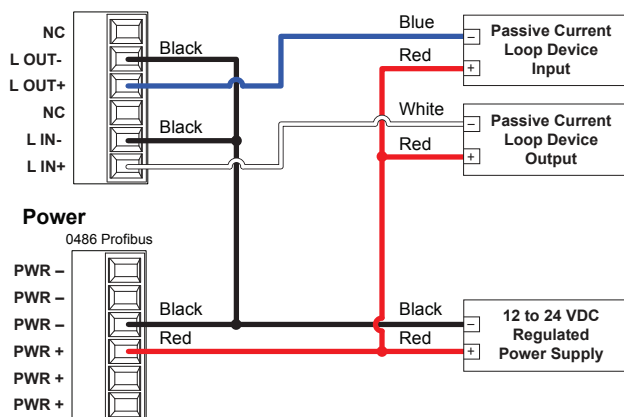 NC
L OUT-
L OUT+
NC
L IN-
L IN+
Black
Black
Blue
Red
White
Red
−
+
Passive Current
Loop Device
Input
−
+
Passive Current
Loop Device
Output
Power
0486 Profibus
PWR –
PWR –
PWR –
PWR +
PWR +
PWR +
Black
Red
Black
Red
−
+
12 to 24 VDC
Regulated
Power Supply